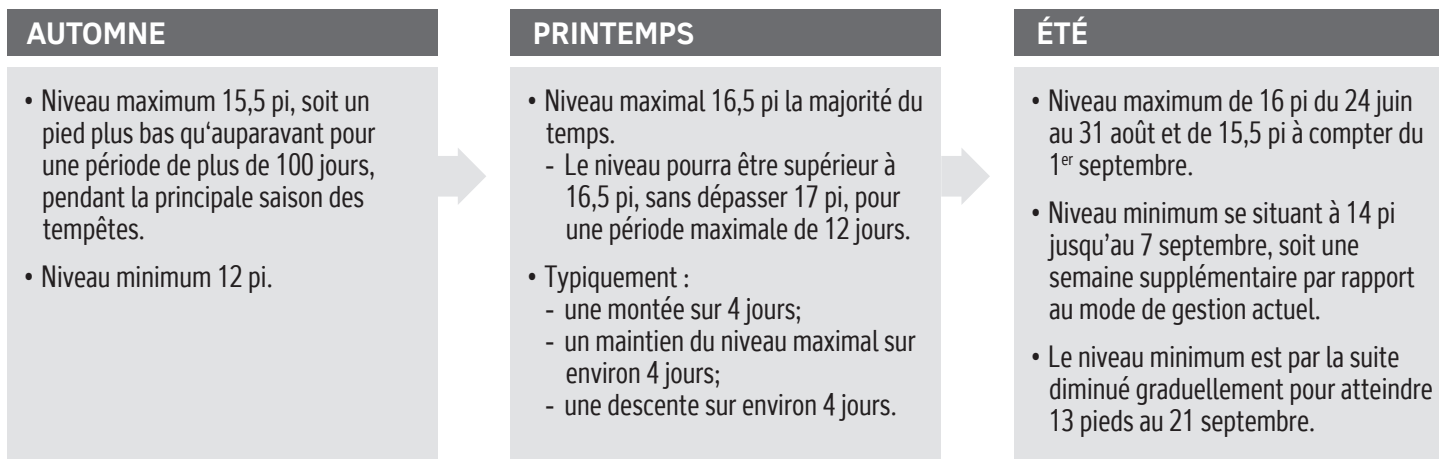 AUTOMNE
• Niveau maximum 15,5 pi, soit un
pied plus bas qu‘auparavant pour
une période de plus de 100 jours,
pendant la principale saison des
tempêtes.
• Niveau minimum 12 pi.
PRINTEMPS
• Niveau maximal 16,5 pi la majorité du
temps.
- Le niveau pourra être supérieur à
16,5 pi, sans dépasser 17 pi, pour
une période maximale de 12 jours.
• Typiquement :
- une montée sur 4 jours;
- un maintien du niveau maximal sur
environ 4 jours;
- une descente sur environ 4 jours.
ÉTÉ
• Niveau maximum de 16 pi du 24 juin
au 31 août et de 15,5 pi à compter du
1er septembre.
• Niveau minimum se situant à 14 pi
jusqu’au 7 septembre, soit une
semaine supplémentaire par rapport
au mode de gestion actuel.
• Le niveau minimum est par la suite
diminué graduellement pour atteindre
13 pieds au 21 septembre.